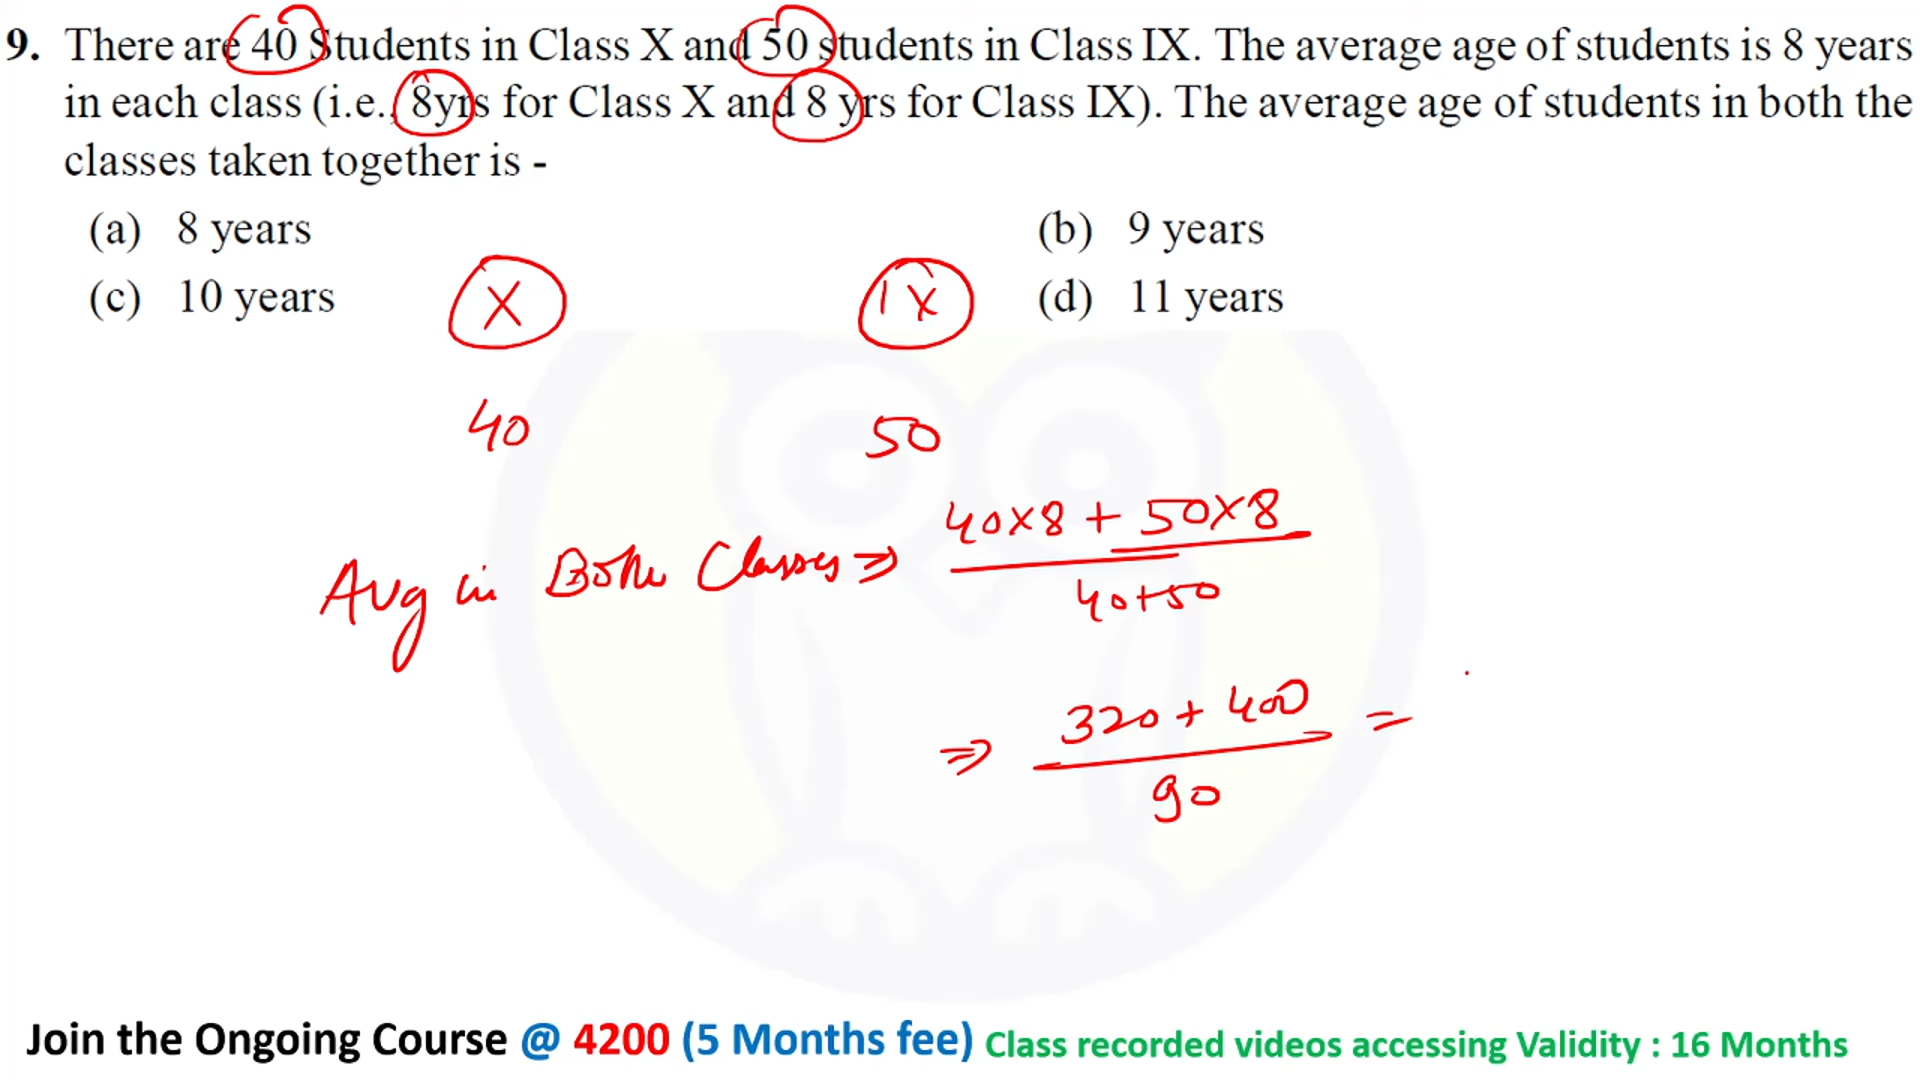 9. There are 40 Students in Class X and 50 students in Class IX. The average age of students is 8 years
in each class (i.e., 8yrs for Class X and 8 yrs for Class IX). The average age of students in both the
classes taken together is -
(a) 8 years (b) 9 years
(c) 10 years (d) 11 years
X IX
40 50
40×8 + 50×8
Avg in Both Classes ⇒
40+50
320 + 400
⇒ =
90
Join the Ongoing Course @ 4200 (5 Months fee) Class recorded videos accessing Validity : 16 Months